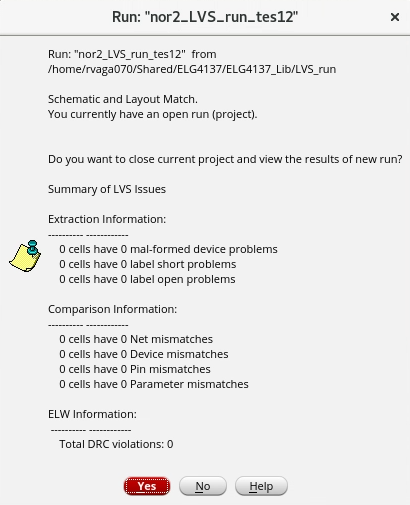 Run: "nor2_LVS_run_tes12"
Run: "nor2_LVS_run_tes12" from
/home/rvaga070/Shared/ELG4137/ELG4137_Lib/LVS_run
Schematic and Layout Match.
You currently have an open run (project).
Do you want to close current project and view the results of new run?
Summary of LVS Issues
Extraction Information:
---------- ------------
0 cells have 0 mal-formed device problems
0 cells have 0 label short problems
0 cells have 0 label open problems
Comparison Information:
---------- ------------
0 cells have 0 Net mismatches
0 cells have 0 Device mismatches
0 cells have 0 Pin mismatches
0 cells have 0 Parameter mismatches
ELW Information:
---------- ------------
Total DRC violations: 0
Yes No Help